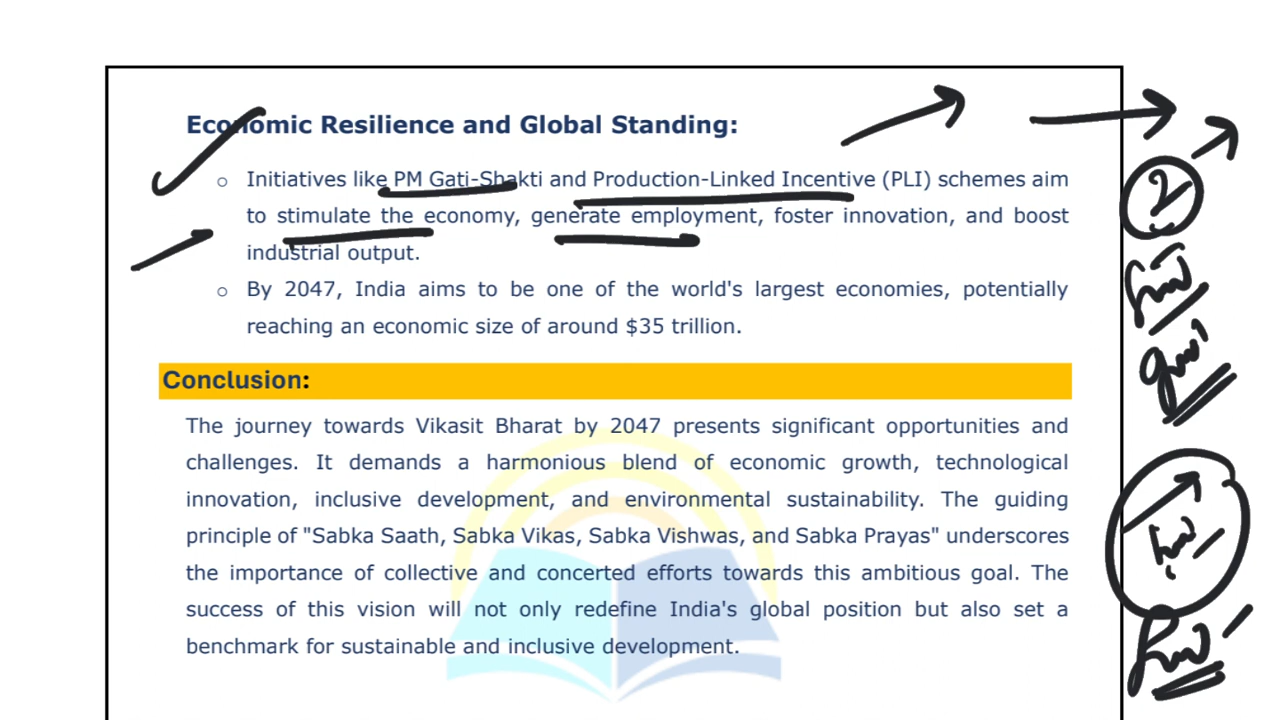 Economic Resilience and Global Standing:
o Initiatives like PM Gati-Shakti and Production-Linked Incentive (PLI) schemes aim
to stimulate the economy, generate employment, foster innovation, and boost
industrial output.
o By 2047, India aims to be one of the world's largest economies, potentially
reaching an economic size of around $35 trillion.
Conclusion:
The journey towards Vikasit Bharat by 2047 presents significant opportunities and
challenges. It demands a harmonious blend of economic growth, technological
innovation, inclusive development, and environmental sustainability. The guiding
principle of "Sabka Saath, Sabka Vikas, Sabka Vishwas, and Sabka Prayas" underscores
the importance of collective and concerted efforts towards this ambitious goal. The
success of this vision will not only redefine India's global position but also set a
benchmark for sustainable and inclusive development.
2